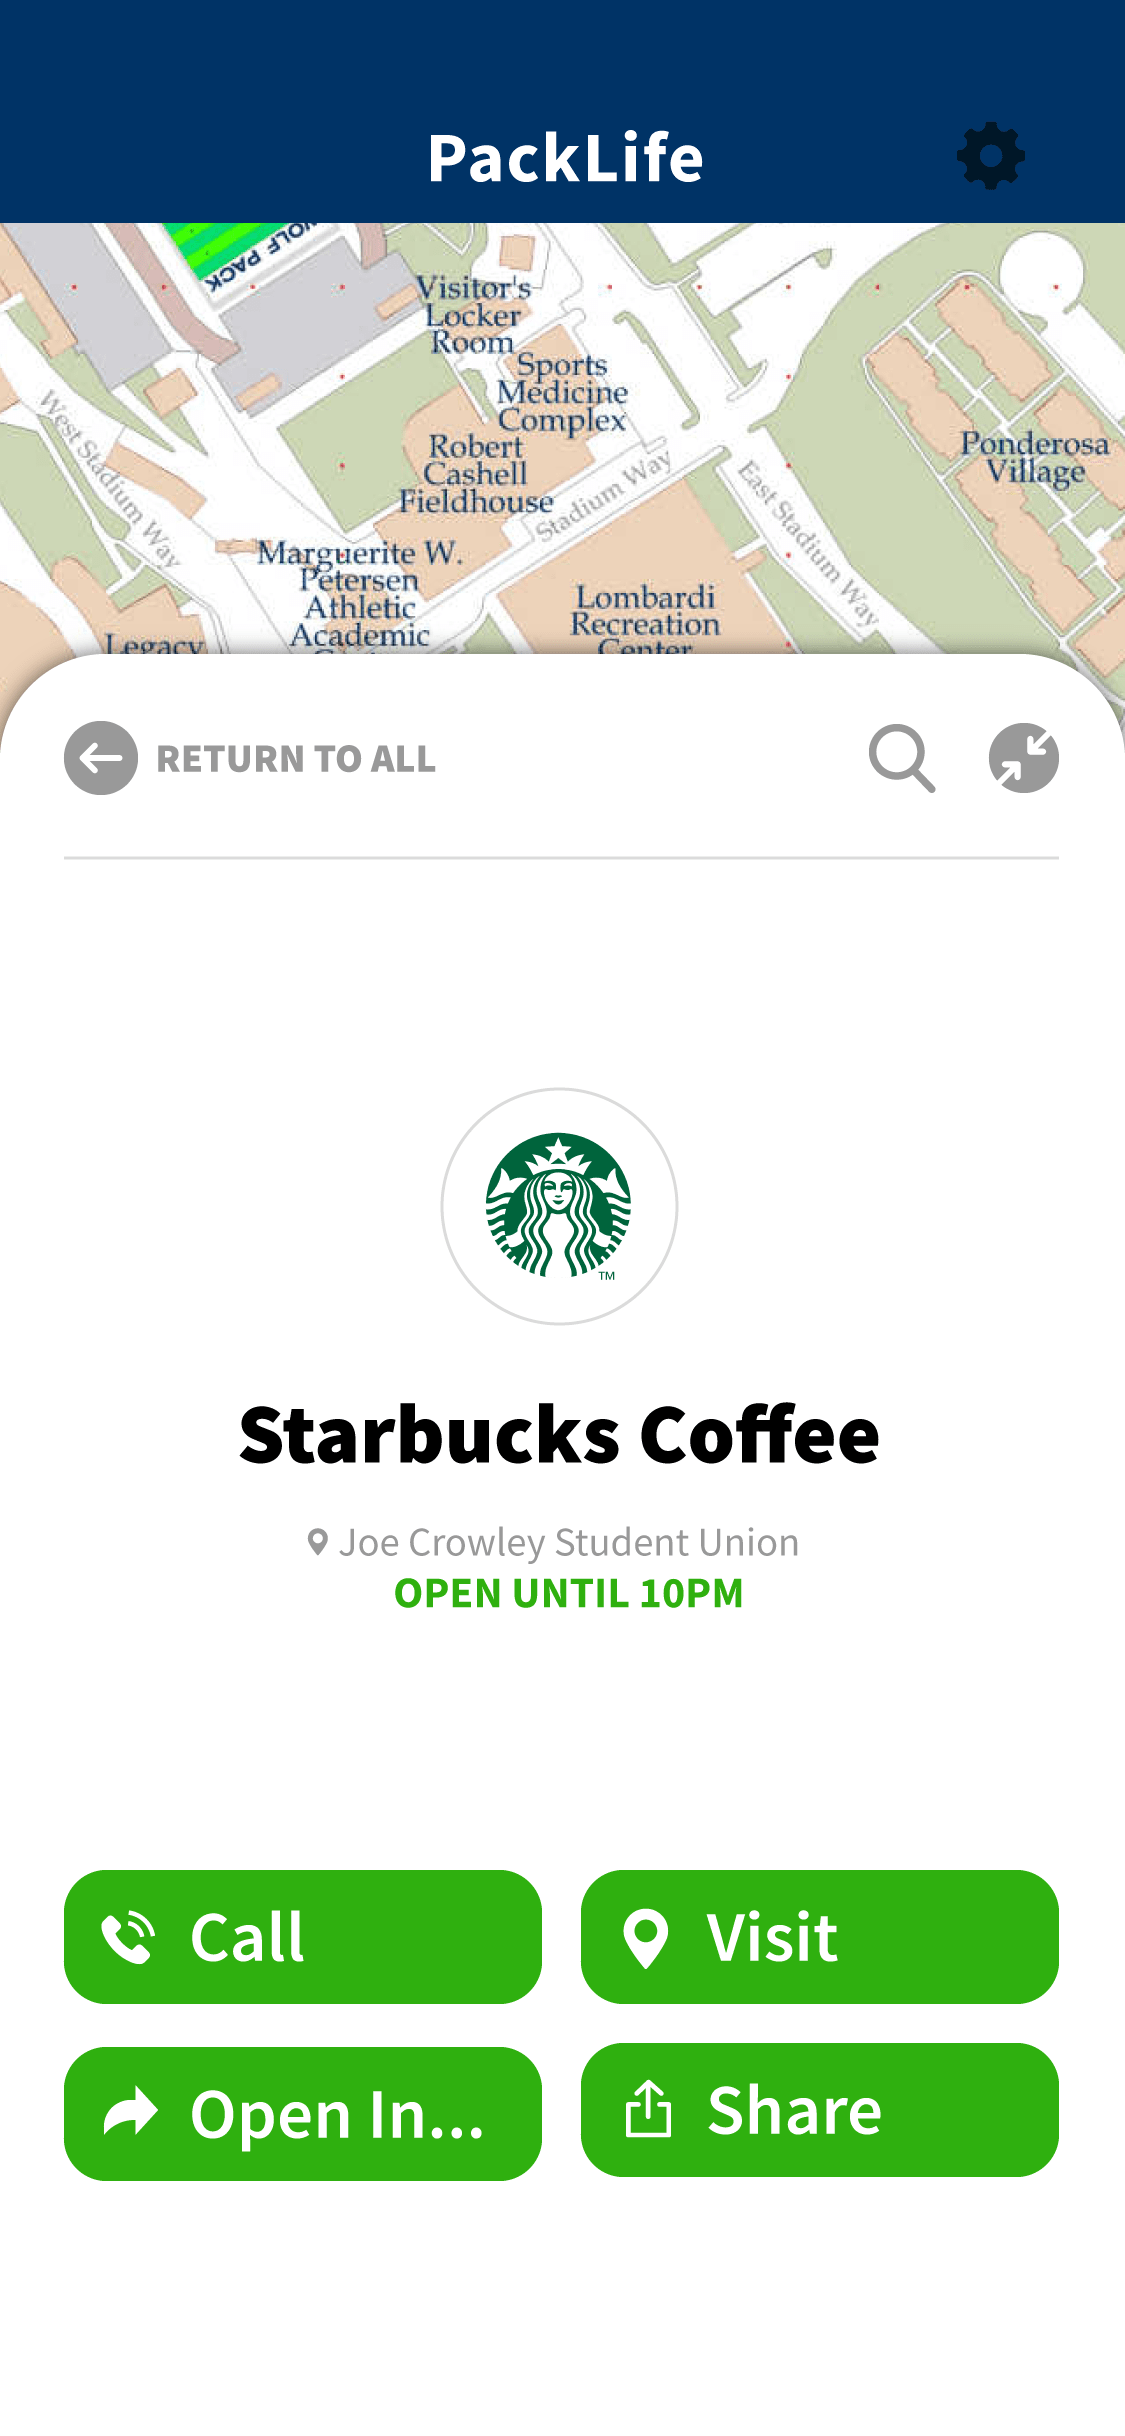 PackLife
WOLF PACK
Visitor's
Locker
Room
Sports
Medicine
Complex
Robert
Cashell
Fieldhouse
Stadium Way
West Stadium Way
East Stadium Way
Ponderosa
Village
Marguerite W.
Petersen
Athletic
Academic
Lombardi
Recreation
Center
Legacy
RETURN TO ALL
TM
Starbucks Coffee
Joe Crowley Student Union
OPEN UNTIL 10PM
Call
Visit
Open In...
Share